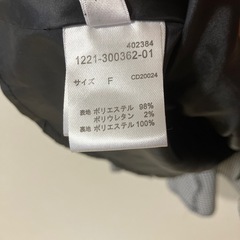 402384
1221-300362-01
サイズ F CD20024
表地 ポリエステル 98%
ポリウレタン 2%
裏地 ポリエステル 100%